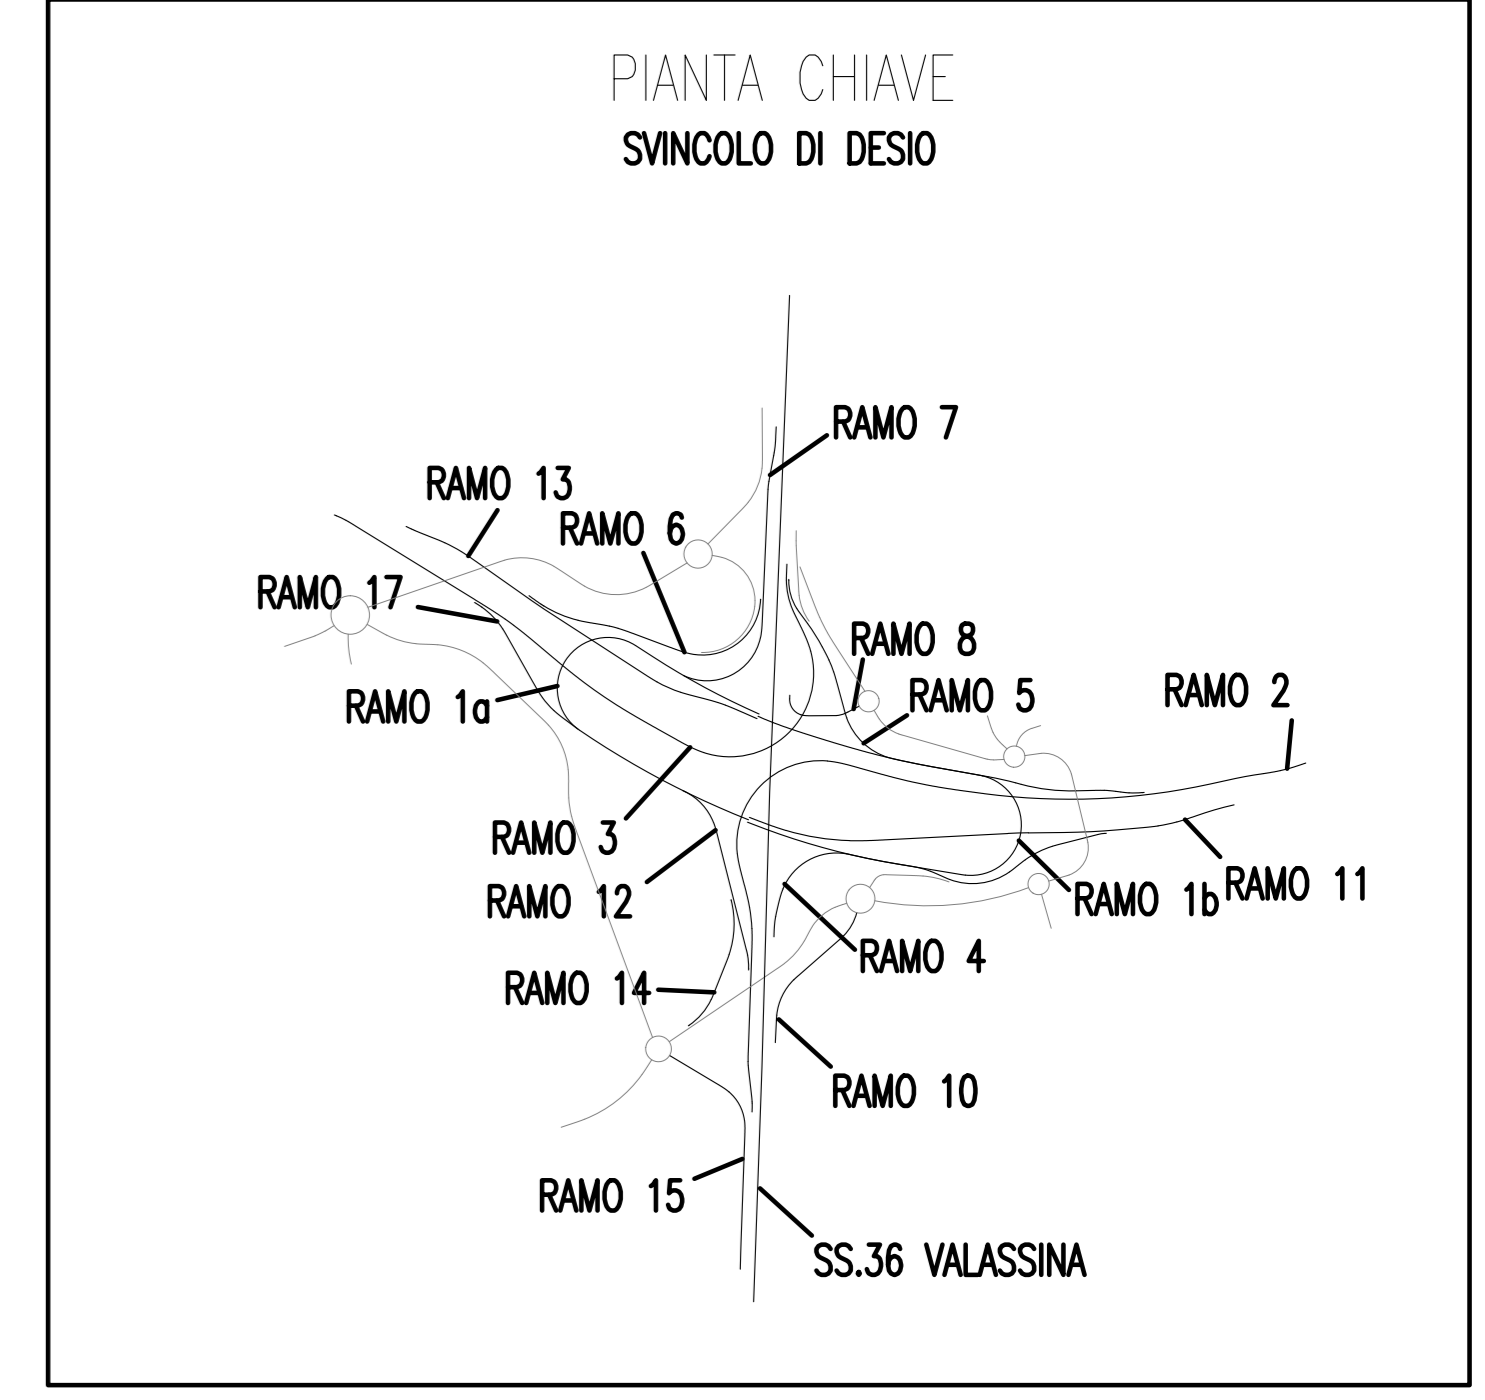 PIANTA CHIAVE
SVINCOLO DI DESIO
RAMO 7
RAMO 13
RAMO 6
RAMO 17
RAMO 8
RAMO 5
RAMO 2
RAMO 1a
RAMO 3
RAMO 12
RAMO 11
RAMO 1b
RAMO 4
RAMO 14
RAMO 10
RAMO 15
SS.36 VALASSINA